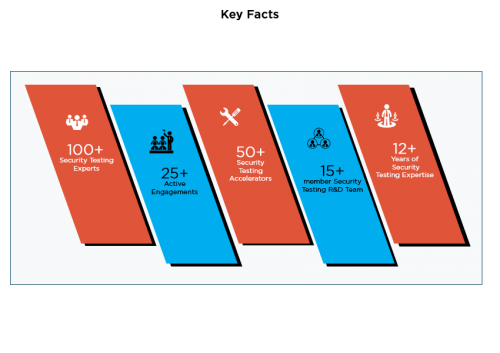 Key Facts
100+
Security Testing
Experts
25+
Active
Engagements
50+
Security
Testing
Accelerators
15+
member Security
Testing R&D Team
12+
Years of
Security
Testing Expertise